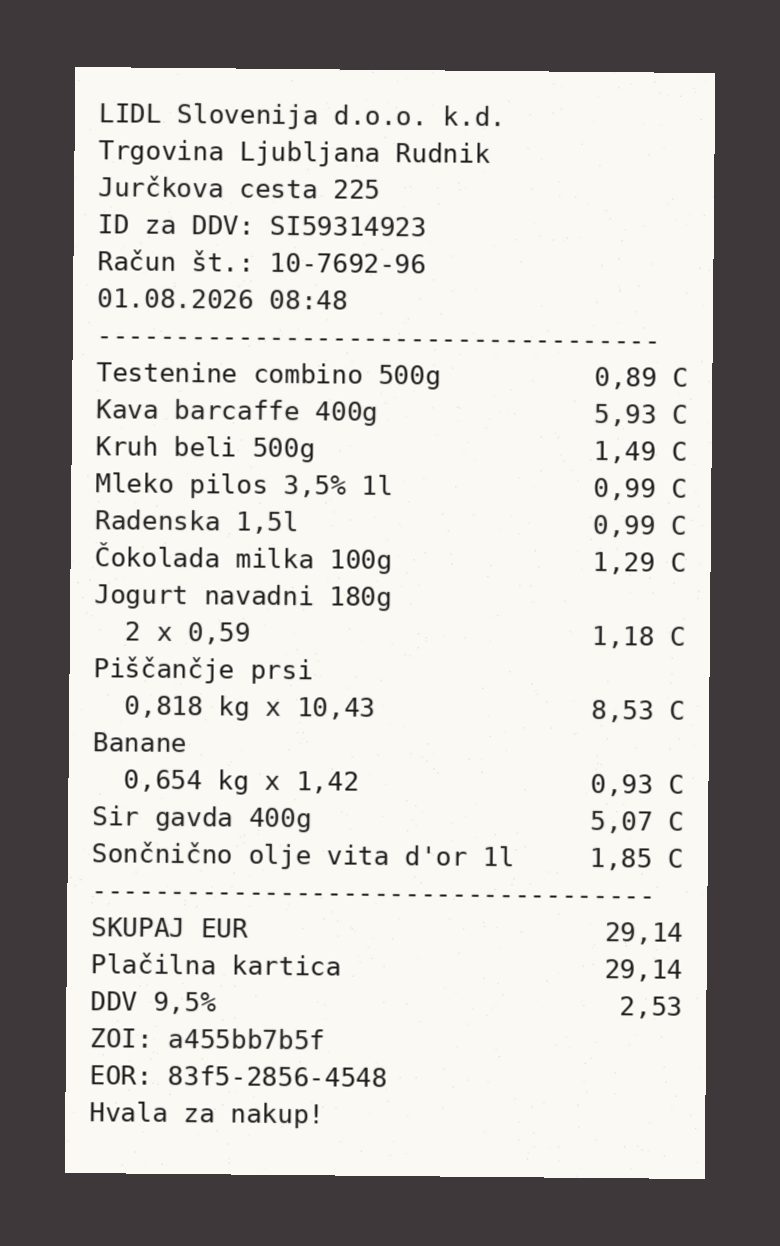 LIDL Slovenija d.o.o. k.d.
Trgovina Ljubljana Rudnik
Jurčkova cesta 225
ID za DDV: SI59314923
Račun št.: 10-7692-96
01.08.2026 08:48
------------------------------------
Testenine combino 500g 0,89 C
Kava barcaffe 400g 5,93 C
Kruh beli 500g 1,49 C
Mleko pilos 3,5% 1l 0,99 C
Radenska 1,5l 0,99 C
Čokolada milka 100g 1,29 C
Jogurt navadni 180g
2 x 0,59 1,18 C
Piščančje prsi
0,818 kg x 10,43 8,53 C
Banane
0,654 kg x 1,42 0,93 C
Sir gavda 400g 5,07 C
Sončnično olje vita d'or 1l 1,85 C
------------------------------------
SKUPAJ EUR 29,14
Plačilna kartica 29,14
DDV 9,5% 2,53
ZOI: a455bb7b5f
EOR: 83f5-2856-4548
Hvala za nakup!